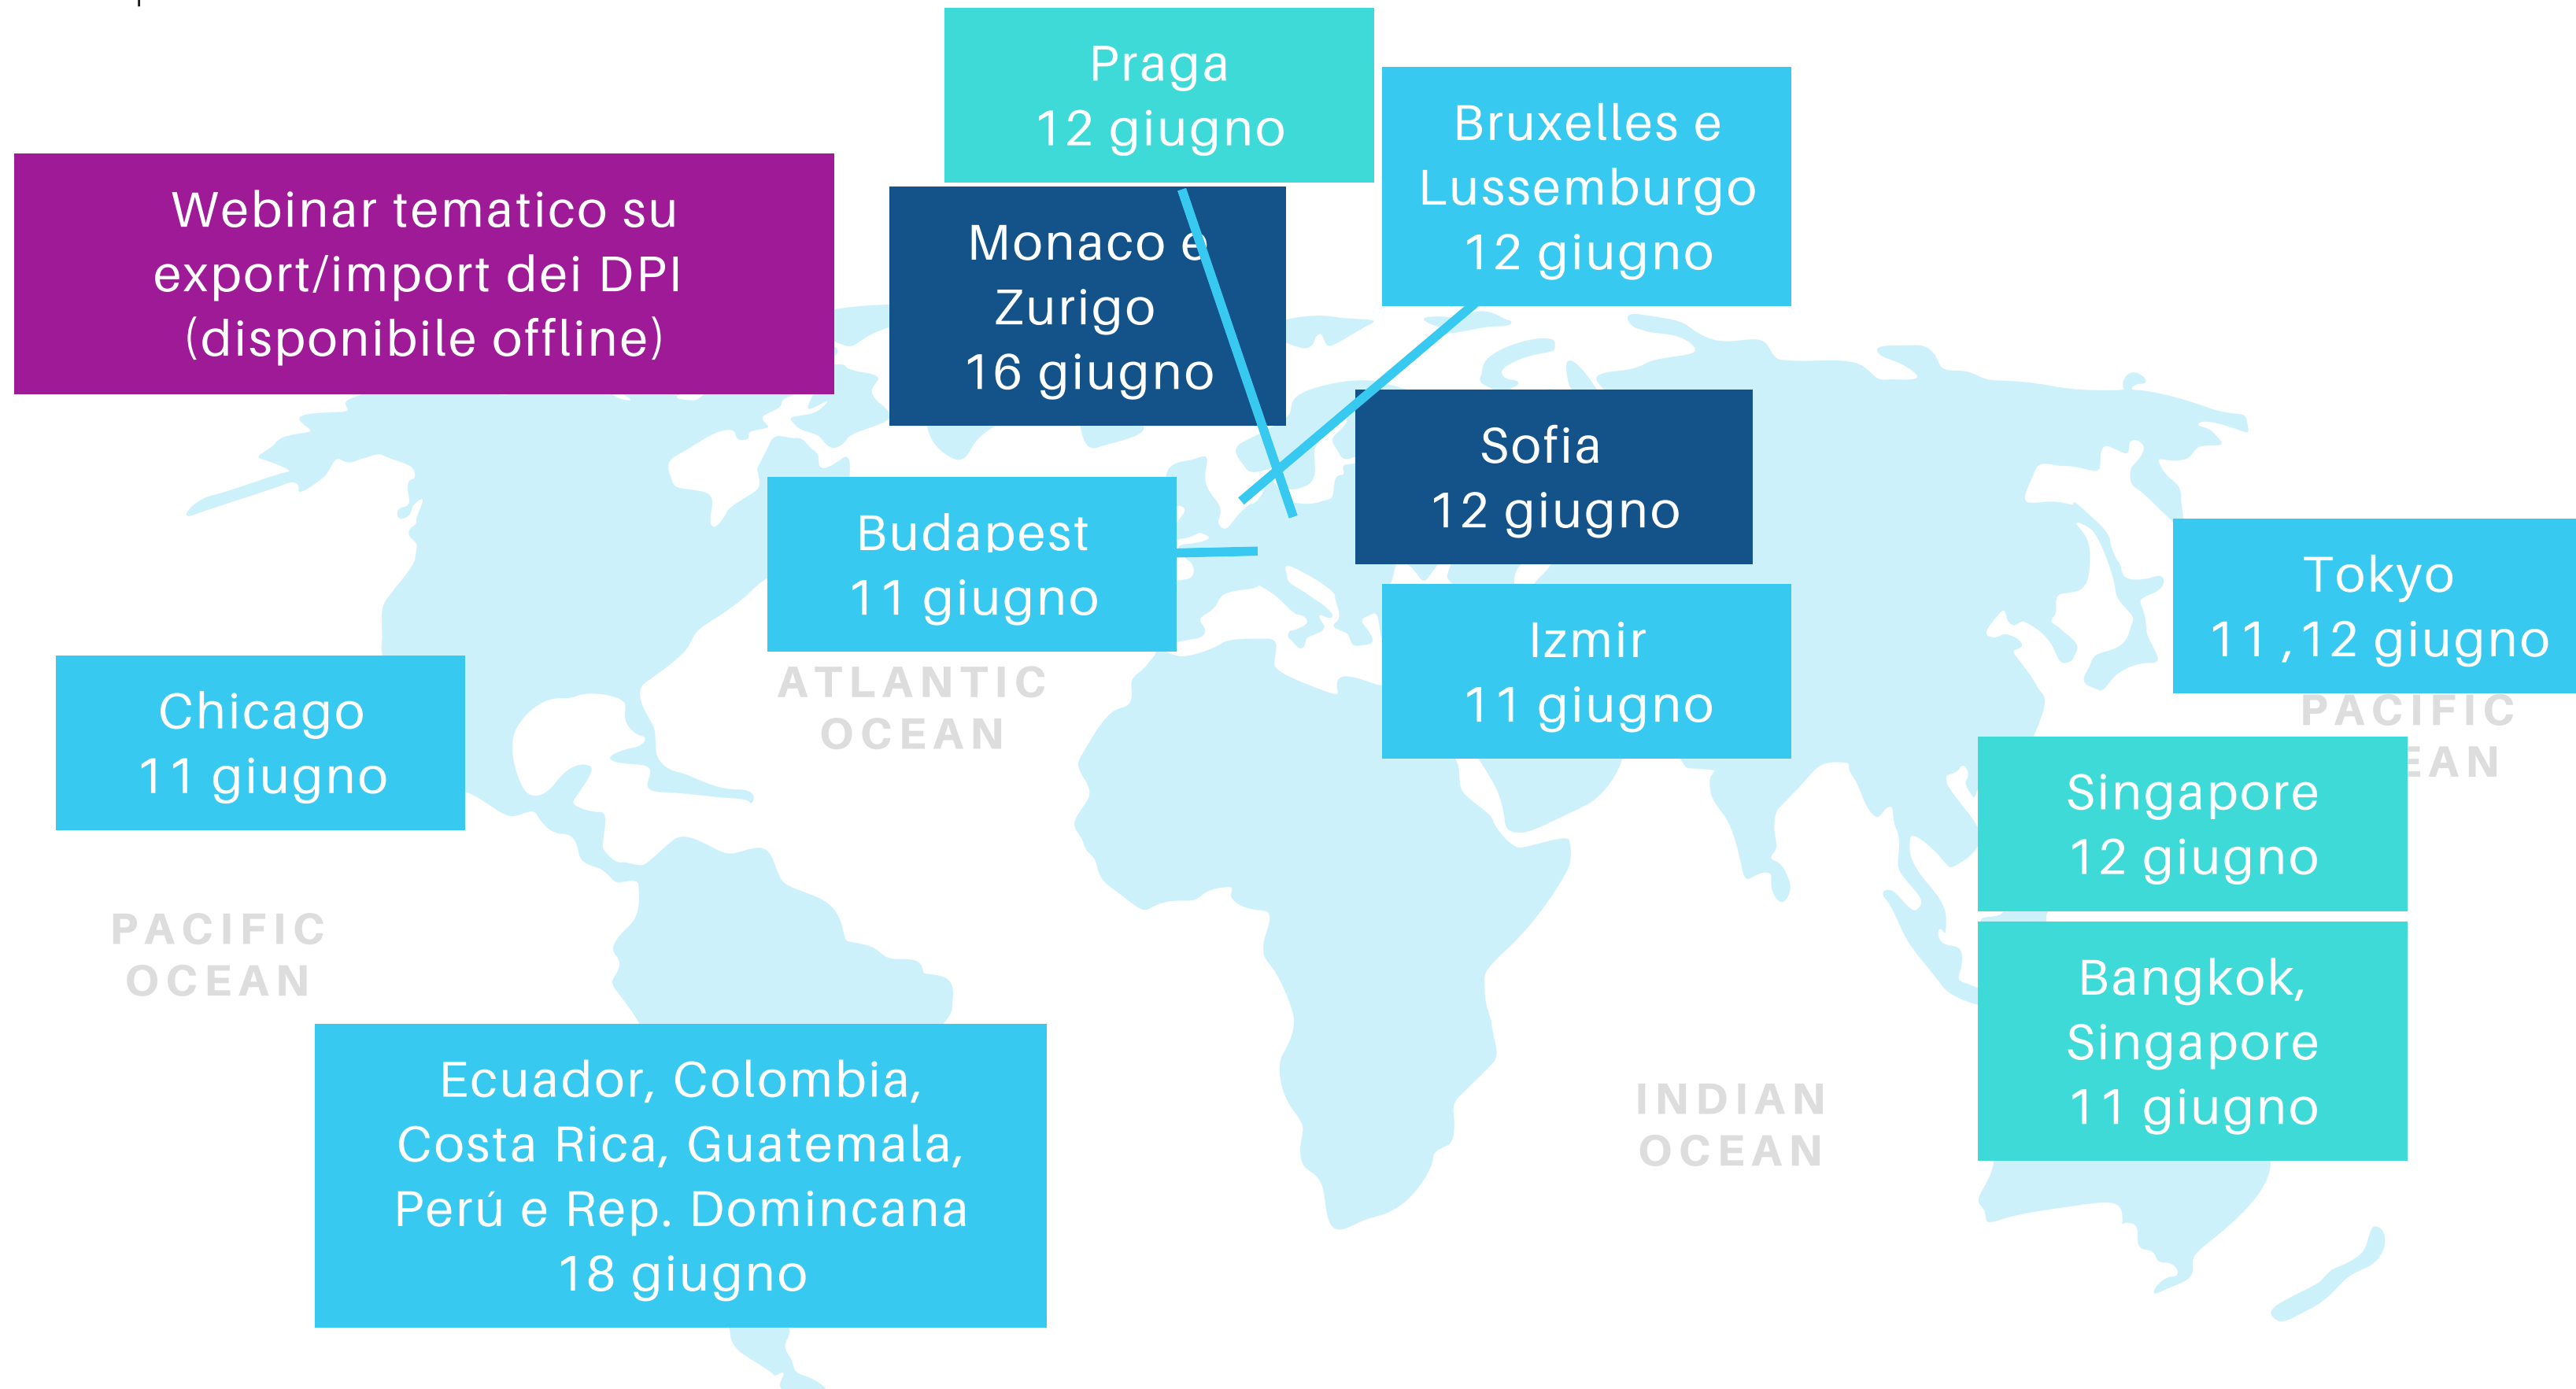 Praga
12 giugno
Bruxelles e
Lussemburgo
12 giugno
Webinar tematico su
export/import dei DPI
(disponibile offline)
Monaco e
Zurigo
16 giugno
Sofia
12 giugno
Budapest
11 giugno
Tokyo
11 ,12 giugno
Izmir
11 giugno
Chicago
11 giugno
ATLANTIC
OCEAN
PACIFIC
EAN
Singapore
12 giugno
PACIFIC
OCEAN
Bangkok,
Singapore
11 giugno
Ecuador, Colombia,
Costa Rica, Guatemala,
Perú e Rep. Domincana
18 giugno
INDIAN
OCEAN